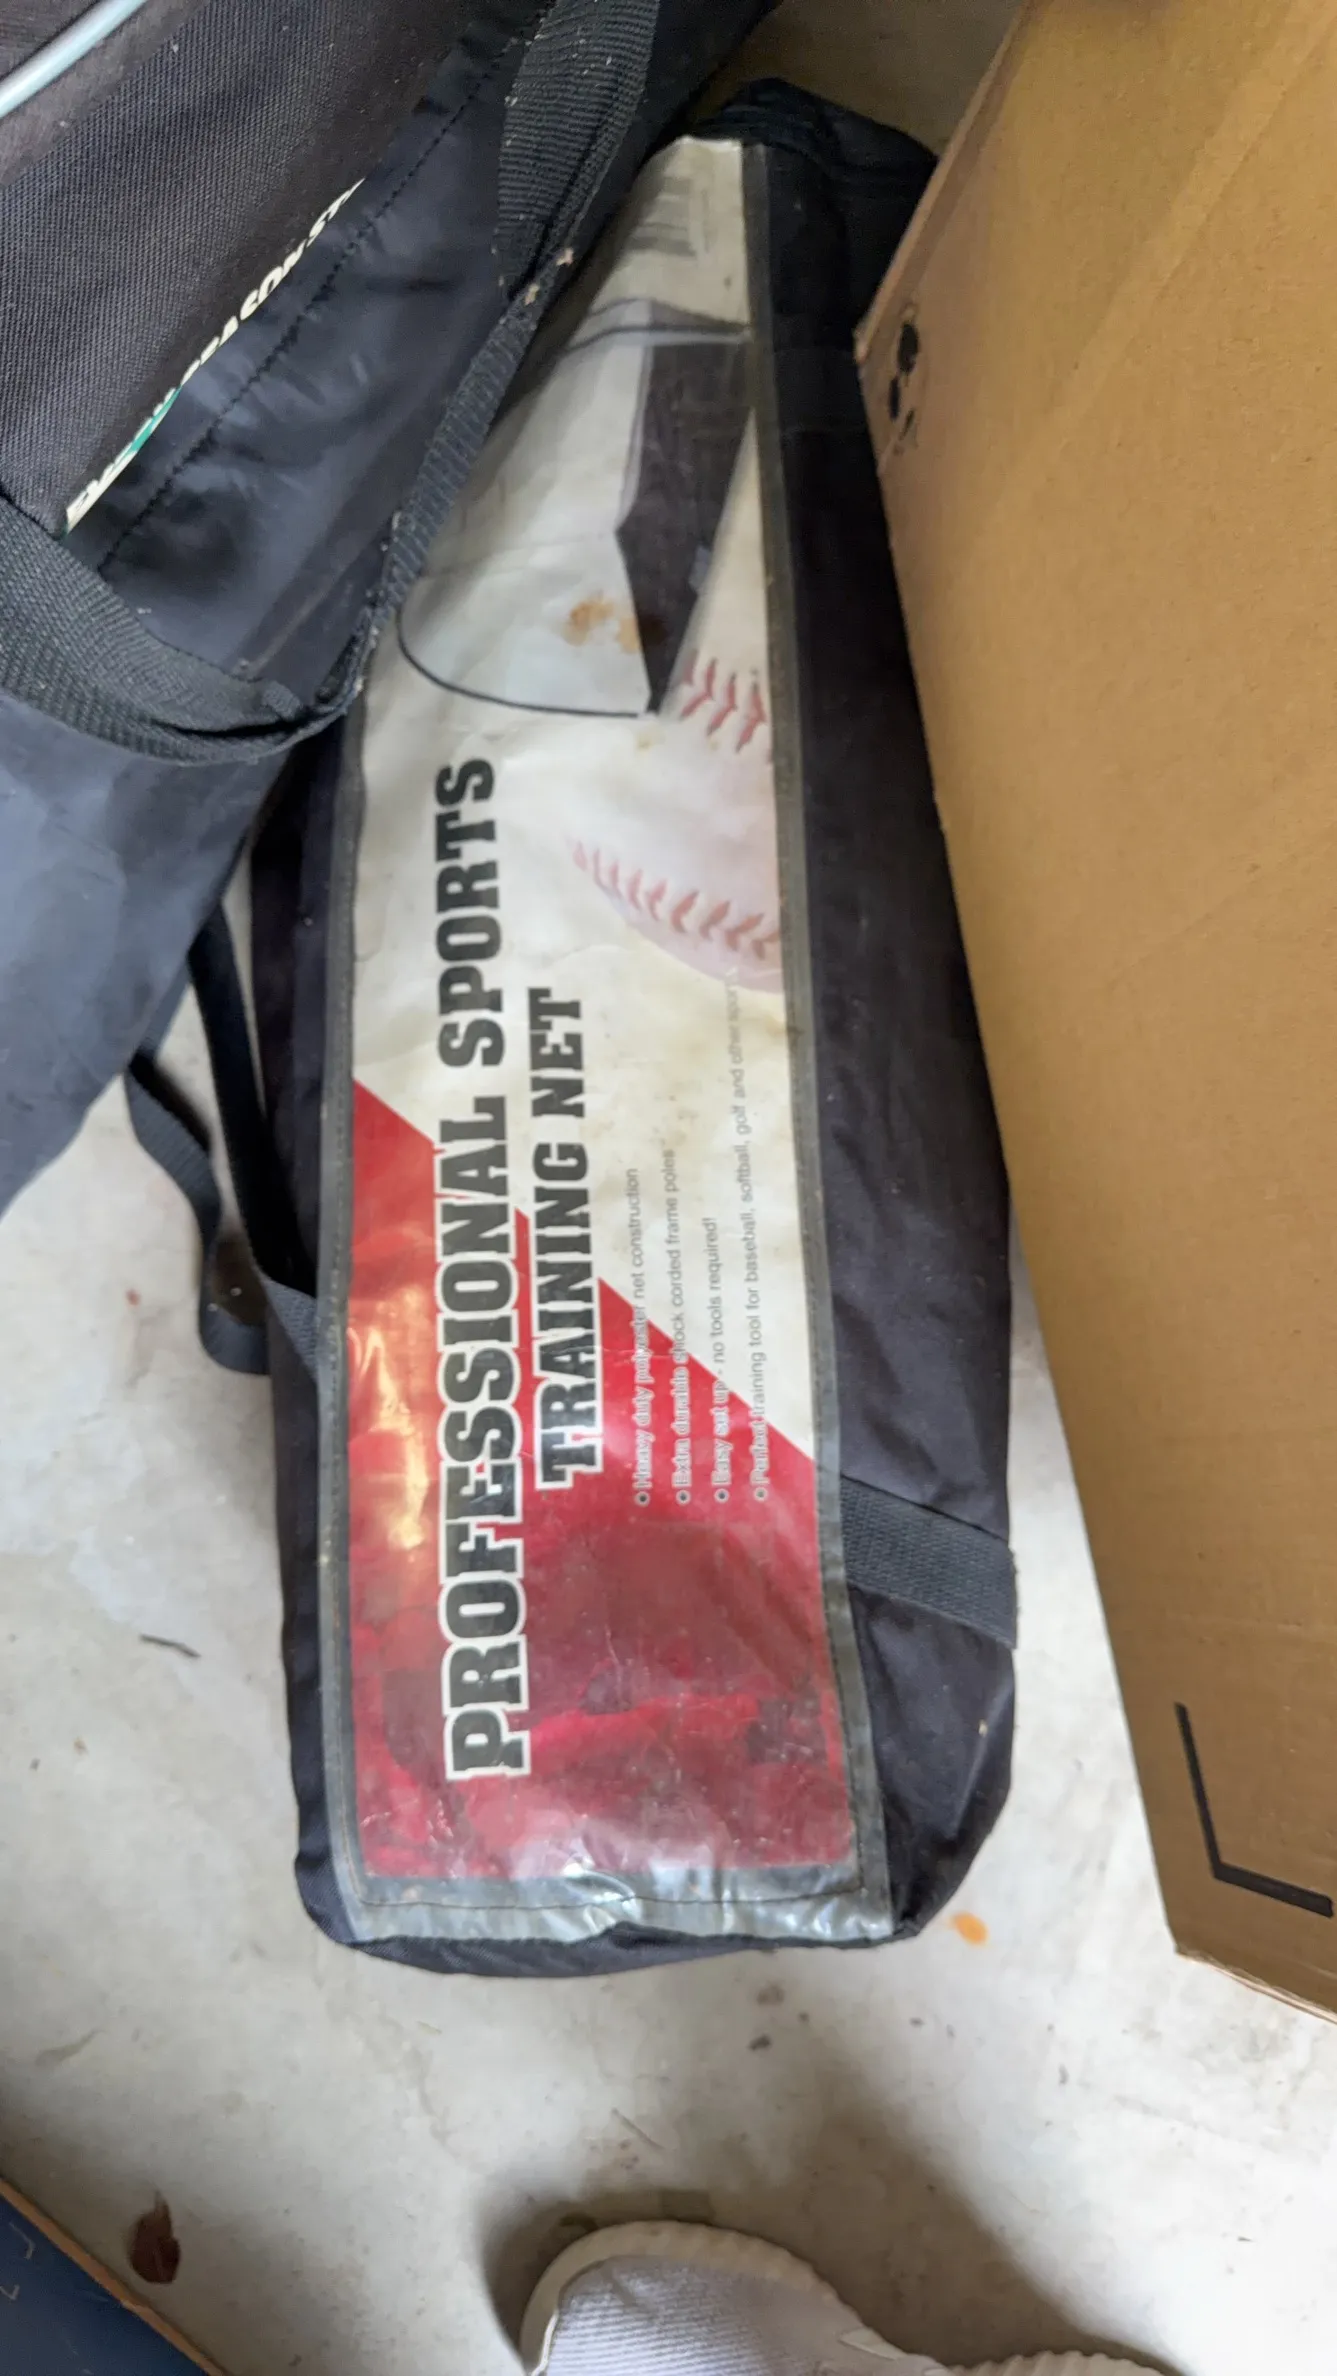 PROFESSIONAL SPORTS
TRAINING NET
• Heavy duty polyester net construction
• Extra durable shock corded frame poles
• Easy set up - no tools required!
• Perfect training tool for baseball, softball, golf and other